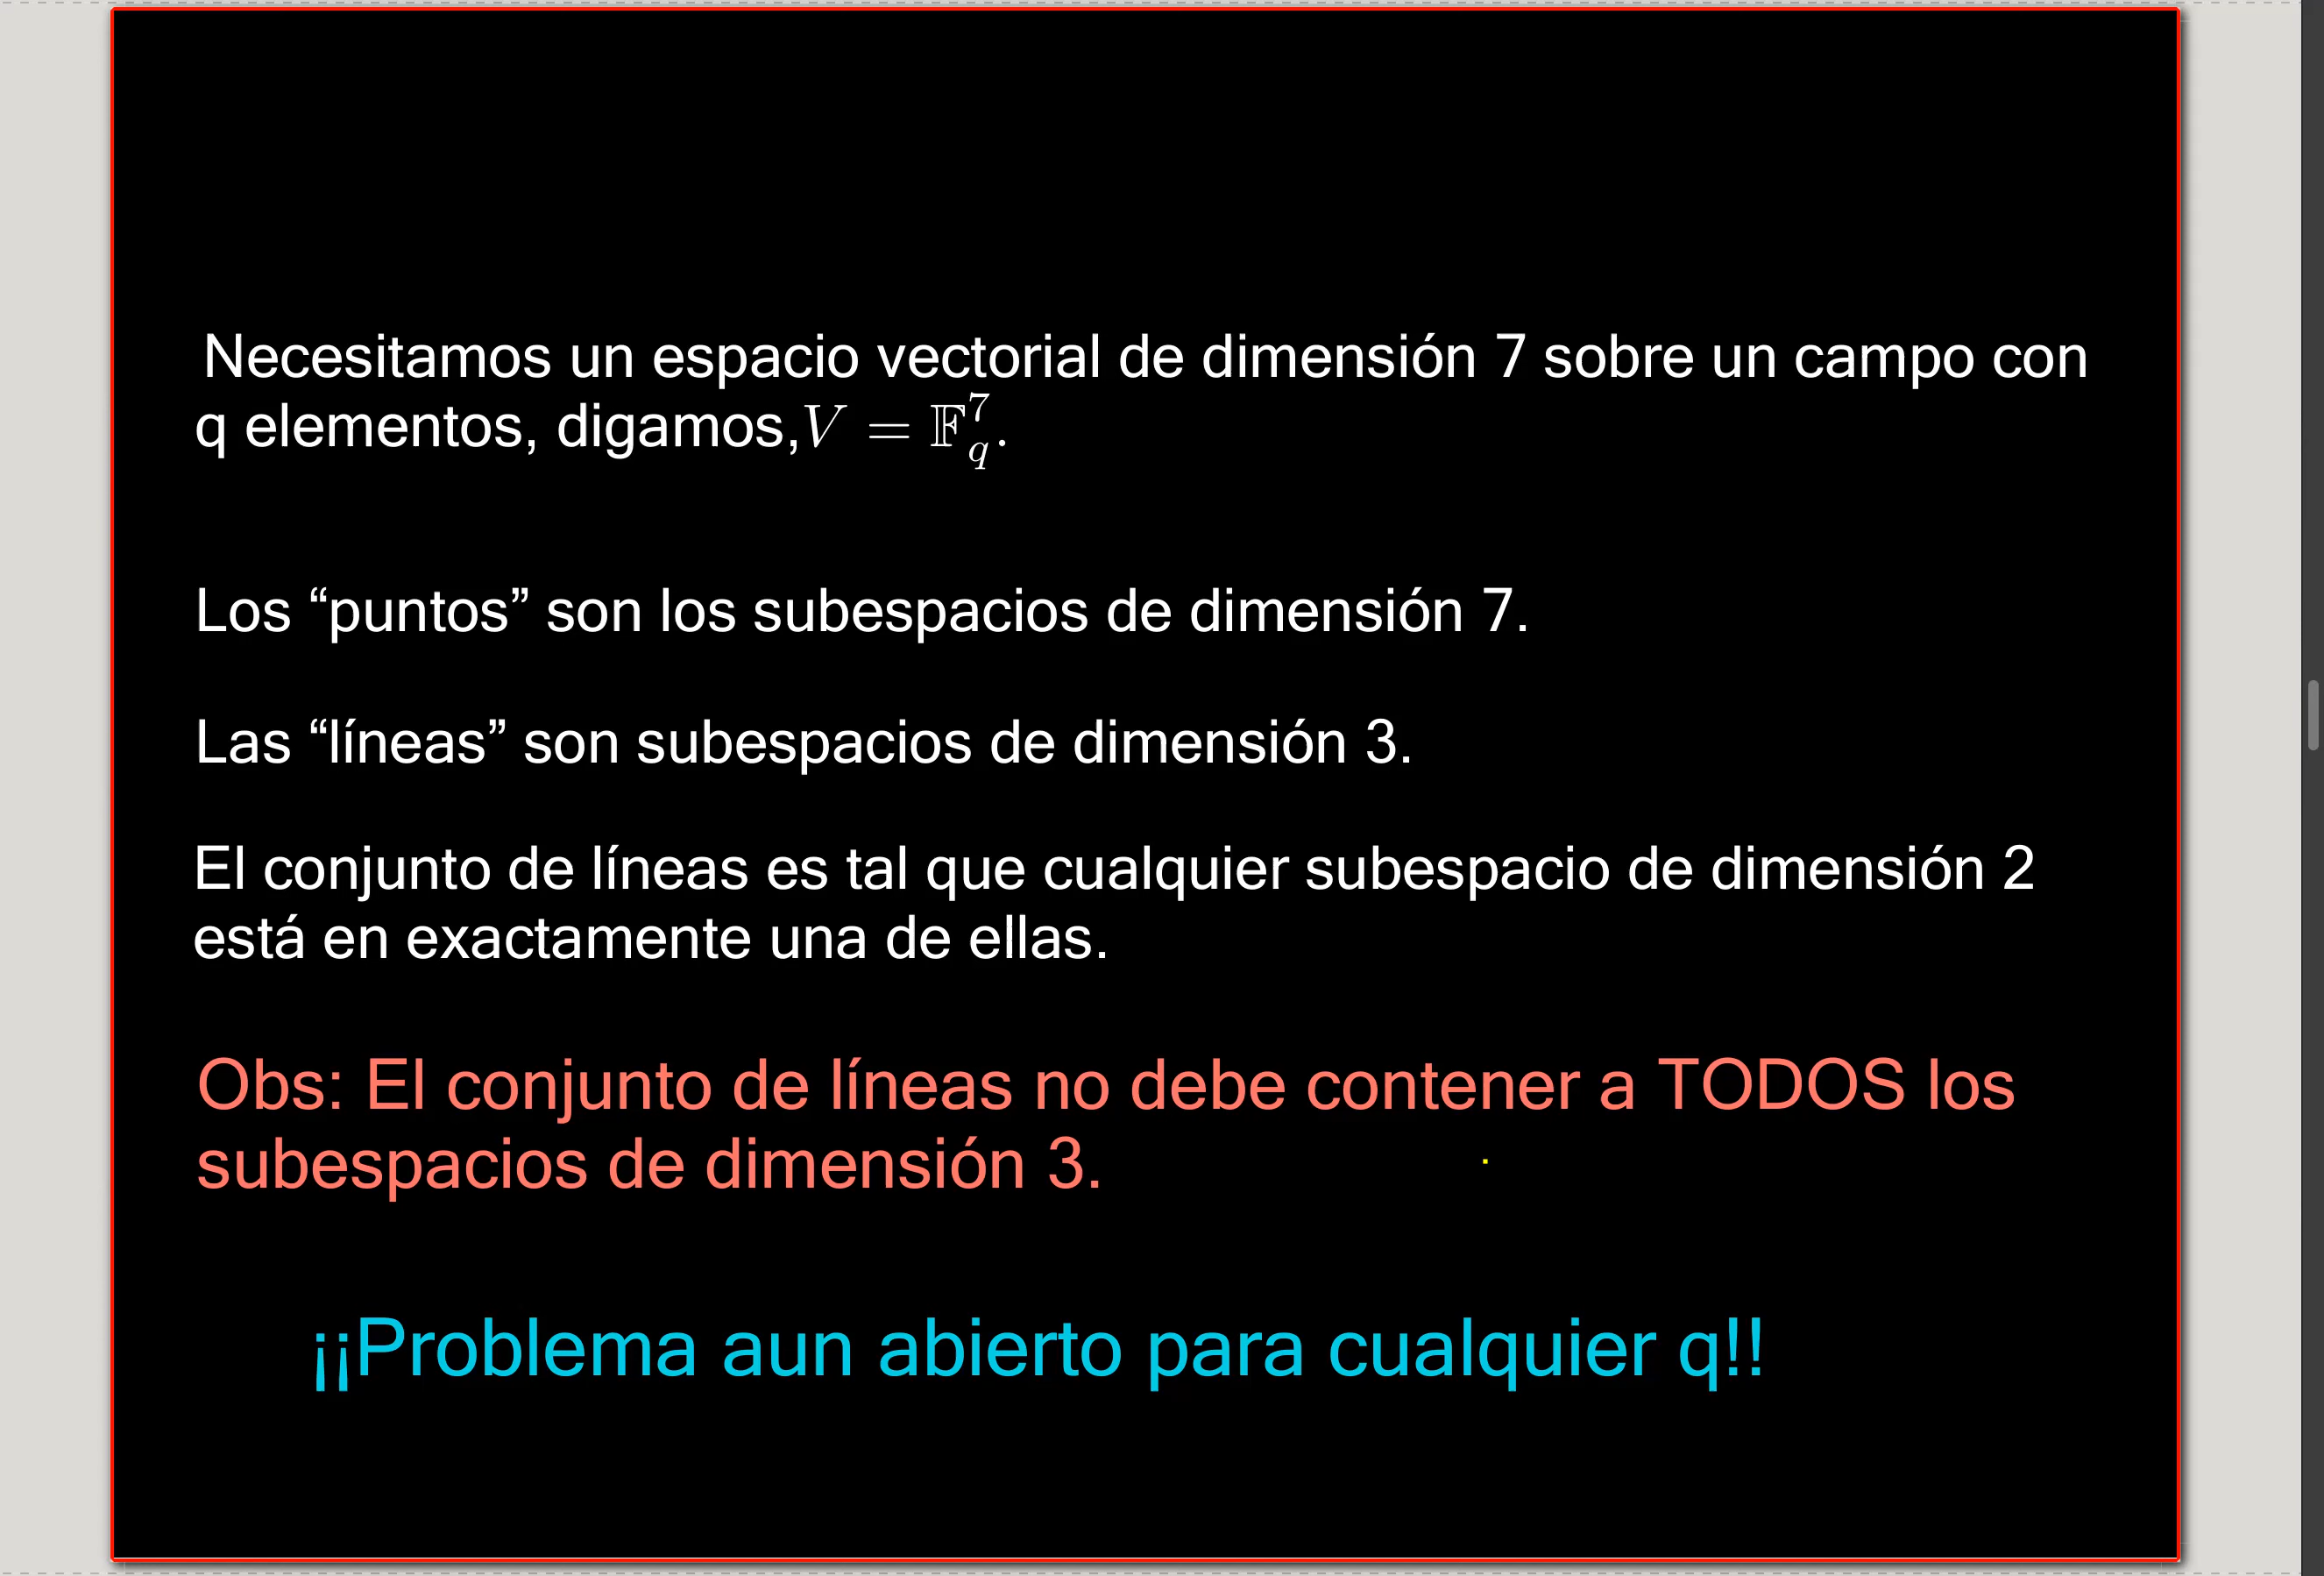 Necesitamos un espacio vectorial de dimensión 7 sobre un campo con
q elementos, digamos, $V = \mathbb{F}_q^7$.
Los “puntos” son los subespacios de dimensión 7.
Las “líneas” son subespacios de dimensión 3.
El conjunto de líneas es tal que cualquier subespacio de dimensión 2
está en exactamente una de ellas.
Obs: El conjunto de líneas no debe contener a TODOS los
subespacios de dimensión 3.
¡¡Problema aun abierto para cualquier q!!